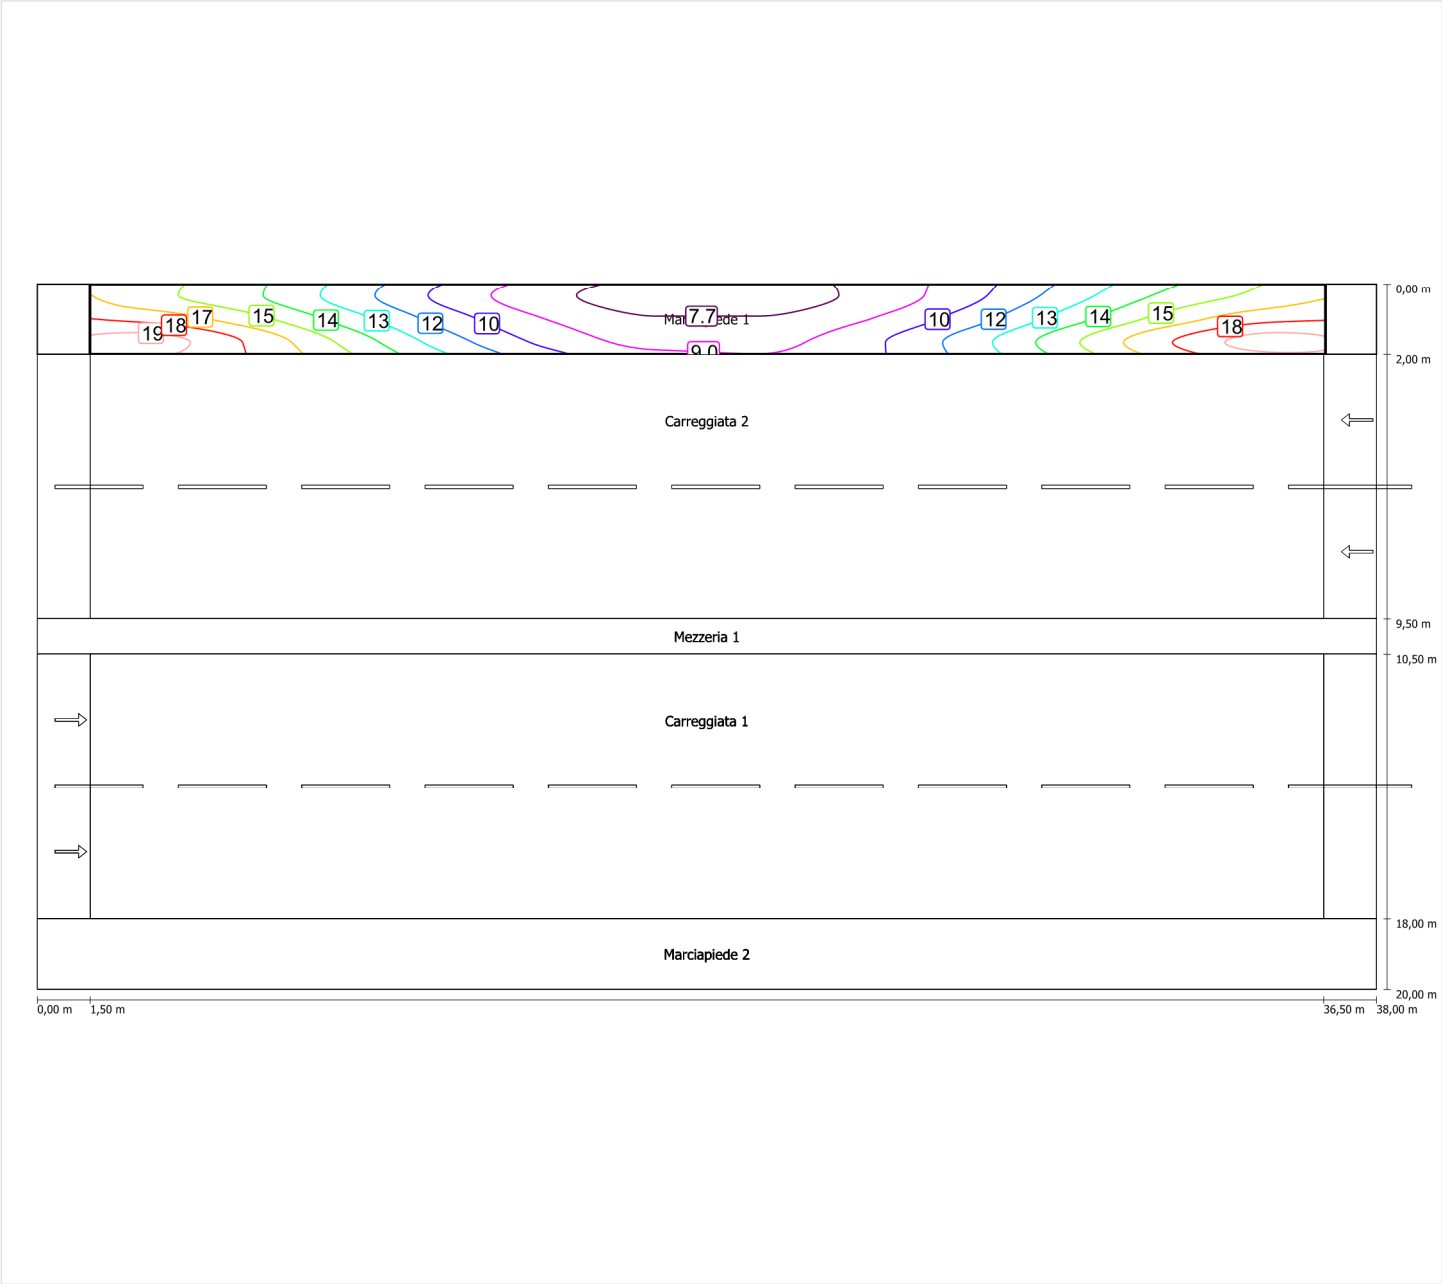 0,00 m
19 18 17 15 14 13 12 10 7.7 10 12 13 14 15 18
Marciapiede 1
9.0
2,00 m
Carreggiata 2
9,50 m
Mezzeria 1
10,50 m
Carreggiata 1
18,00 m
Marciapiede 2
20,00 m
0,00 m 1,50 m 36,50 m 38,00 m